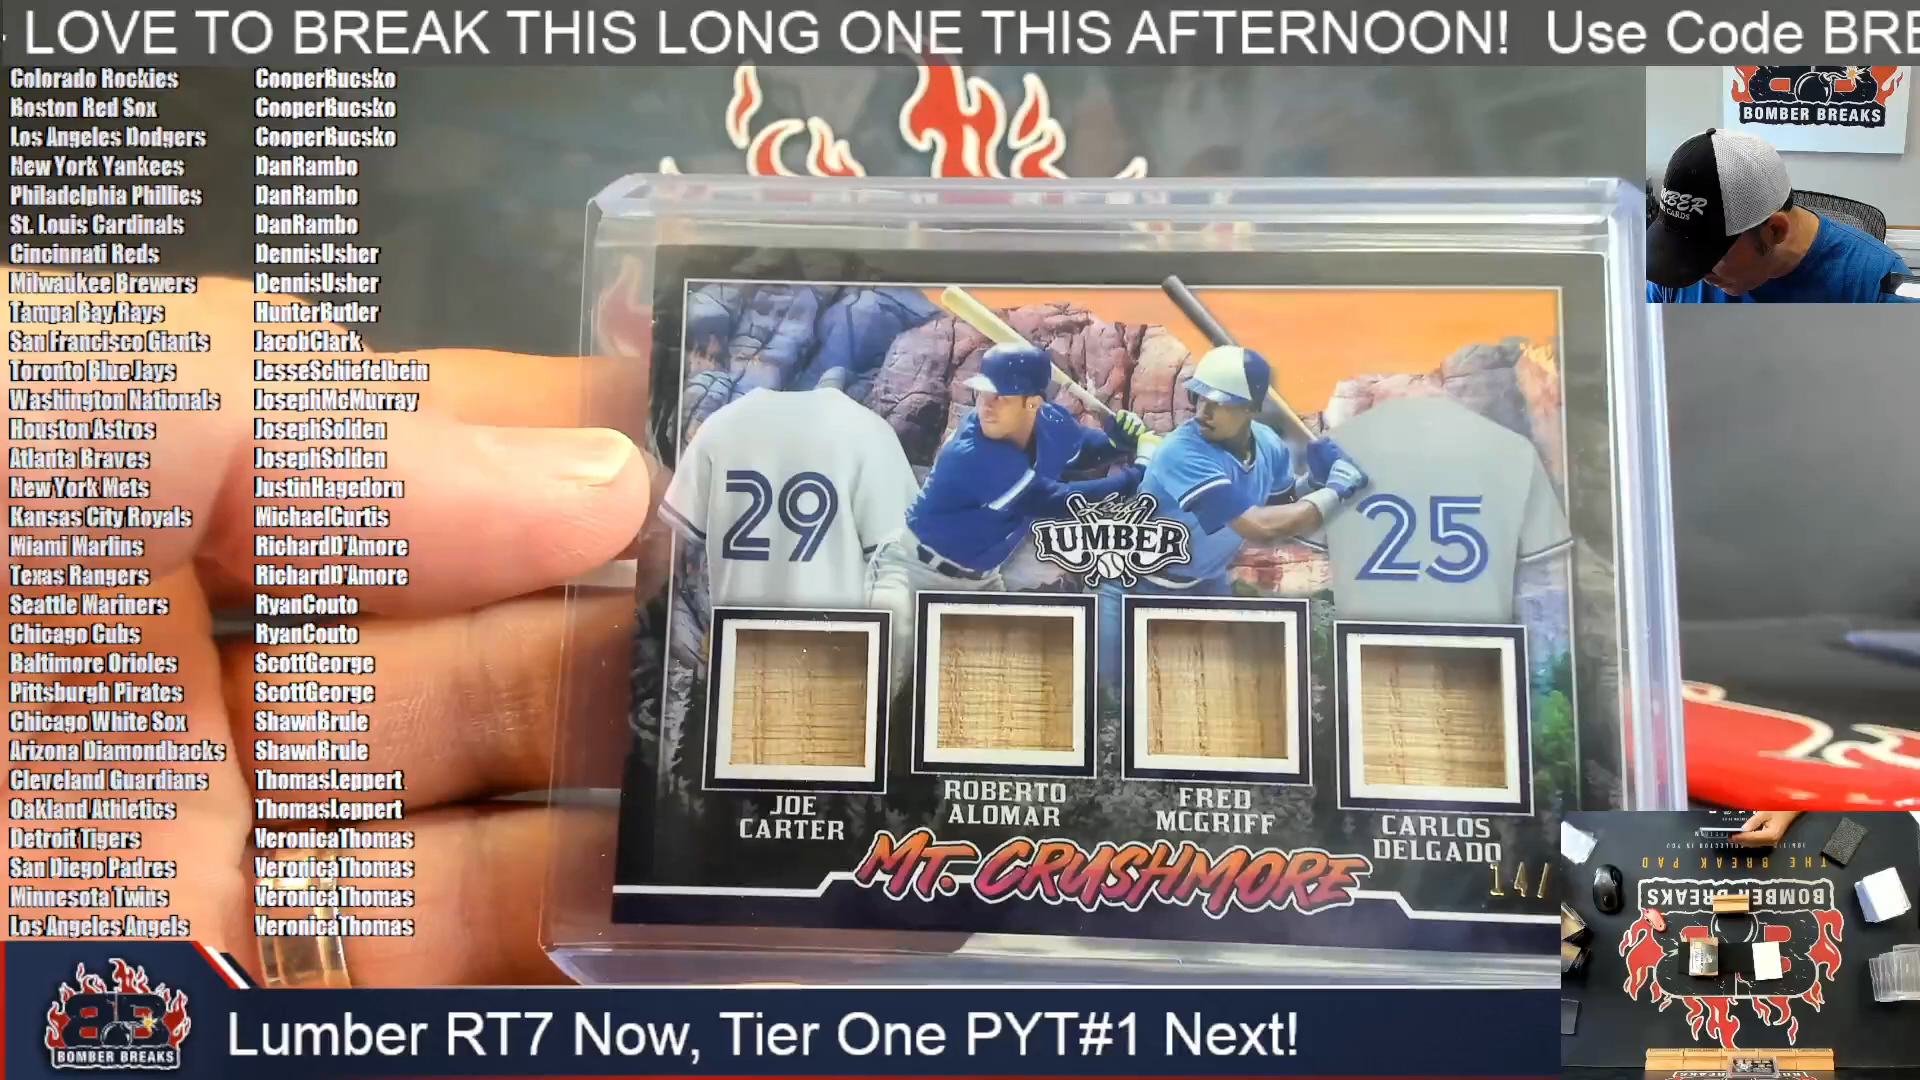 LOVE TO BREAK THIS LONG ONE THIS AFTERNOON! Use Code BRE
Colorado Rockies CooperBucsko
Boston Red Sox CooperBucsko
Los Angeles Dodgers CooperBucsko
New York Yankees DanRambo
Philadelphia Phillies DanRambo
St. Louis Cardinals DanRambo
Cincinnati Reds DennisUsher
Milwaukee Brewers DennisUsher
Tampa Bay Rays HunterButler
San Francisco Giants JacobClark
Toronto Blue Jays JesseSchiefelbein
Washington Nationals JosephMcMurray
Houston Astros JosephSolden
Atlanta Braves JosephSolden
New York Mets JustinHagedorn
Kansas City Royals MichaelCurtis
Miami Marlins RichardD'Amore
Texas Rangers RichardD'Amore
Seattle Mariners RyanCouto
Chicago Cubs RyanCouto
Baltimore Orioles ScottGeorge
Pittsburgh Pirates ScottGeorge
Chicago White Sox ShawnBrule
Arizona Diamondbacks ShawnBrule
Cleveland Guardians ThomasLeppert
Oakland Athletics ThomasLeppert
Detroit Tigers VeronicaThomas
San Diego Padres VeronicaThomas
Minnesota Twins VeronicaThomas
Los Angeles Angels VeronicaThomas
BOMBER BREAKS
29
25
Leaf
LUMBER
JOE
CARTER
ROBERTO
ALOMAR
FRED
MCGRIFF
CARLOS
DELGADO
14/
MT. CRUSHMORE
THE BREAK PAD
BOMBER BREAKS
BB
BOMBER BREAKS
Lumber RT7 Now, Tier One PYT#1 Next!